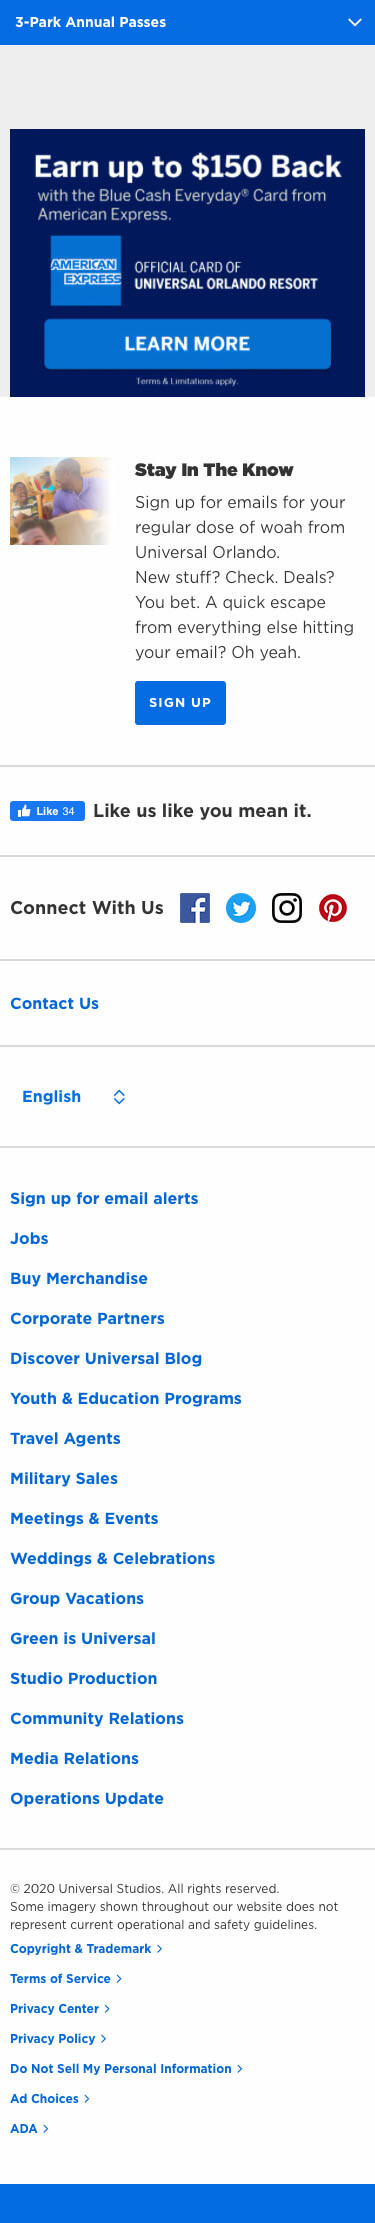 3-Park Annual Passes
Earn up to $150 Back
with the Blue Cash Everyday® Card from
American Express.
AMERICAN
EXPRESS
OFFICIAL CARD OF
UNIVERSAL ORLANDO RESORT
LEARN MORE
Terms & Limitations apply.
Stay In The Know
Sign up for emails for your
regular dose of woah from
Universal Orlando.
New stuff? Check. Deals?
You bet. A quick escape
from everything else hitting
your email? Oh yeah.
SIGN UP
Like 34
Like us like you mean it.
Connect With Us
Contact Us
English
Sign up for email alerts
Jobs
Buy Merchandise
Corporate Partners
Discover Universal Blog
Youth & Education Programs
Travel Agents
Military Sales
Meetings & Events
Weddings & Celebrations
Group Vacations
Green is Universal
Studio Production
Community Relations
Media Relations
Operations Update
© 2020 Universal Studios. All rights reserved.
Some imagery shown throughout our website does not
represent current operational and safety guidelines.
Copyright & Trademark >
Terms of Service >
Privacy Center >
Privacy Policy >
Do Not Sell My Personal Information >
Ad Choices >
ADA >